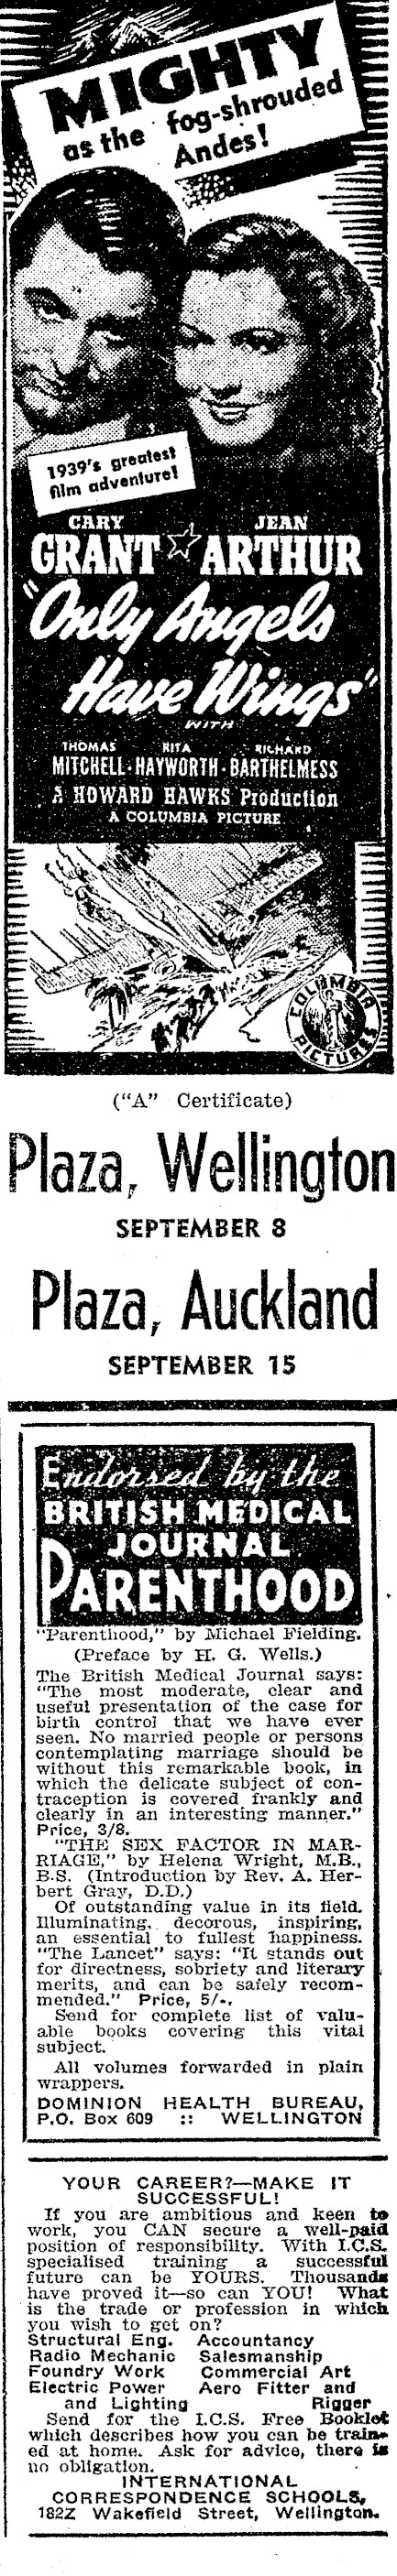 MIGHTY
as the fog-shrouded
Andes!
1939's greatest
film adventure!
CARY JEAN
GRANT ARTHUR
"Only Angels
Have Wings"
WITH
THOMAS RITA RICHARD
MITCHELL · HAYWORTH · BARTHELMESS
A HOWARD HAWKS Production
A COLUMBIA PICTURE
COLUMBIA
PICTURES
("A" Certificate)
Plaza, Wellington
SEPTEMBER 8
Plaza, Auckland
SEPTEMBER 15
Endorsed by the
BRITISH MEDICAL
JOURNAL
PARENTHOOD
"Parenthood," by Michael Fielding.
(Preface by H. G. Wells.)
The British Medical Journal says:
"The most moderate, clear and
useful presentation of the case for
birth control that we have ever
seen. No married people or persons
contemplating marriage should be
without this remarkable book, in
which the delicate subject of con-
traception is covered frankly and
clearly in an interesting manner."
Price, 3/8.
"THE SEX FACTOR IN MAR-
RIAGE," by Helena Wright, M.B.,
B.S. (Introduction by Rev. A. Her-
bert Gray, D.D.)
Of outstanding value in its field.
Illuminating, decorous, inspiring,
an essential to fullest happiness.
"The Lancet" says: "It stands out
for directness, sobriety and literary
merits, and can be safely recom-
mended." Price, 5/-.
Send for complete list of valu-
able books covering this vital
subject.
All volumes forwarded in plain
wrappers.
DOMINION HEALTH BUREAU,
P.O. Box 609 :: WELLINGTON
YOUR CAREER?—MAKE IT
SUCCESSFUL!
If you are ambitious and keen to
work, you CAN secure a well-paid
position of responsibility. With I.C.S.
specialised training a successful
future can be YOURS. Thousands
have proved it—so can YOU! What
is the trade or profession in which
you wish to get on?
Structural Eng. Accountancy
Radio Mechanic Salesmanship
Foundry Work Commercial Art
Electric Power Aero Fitter and
and Lighting Rigger
Send for the I.C.S. Free Booklet
which describes how you can be train-
ed at home. Ask for advice, there is
no obligation.
INTERNATIONAL
CORRESPONDENCE SCHOOLS,
182Z Wakefield Street, Wellington.